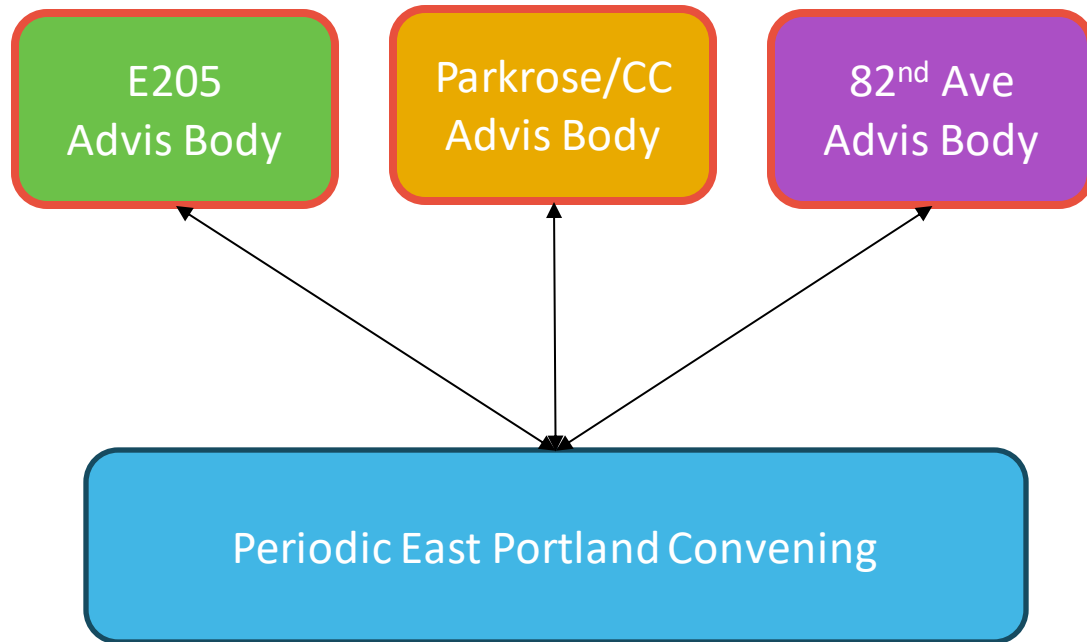 E205
Advis Body
Parkrose/CC
Advis Body
82nd Ave
Advis Body
Periodic East Portland Convening